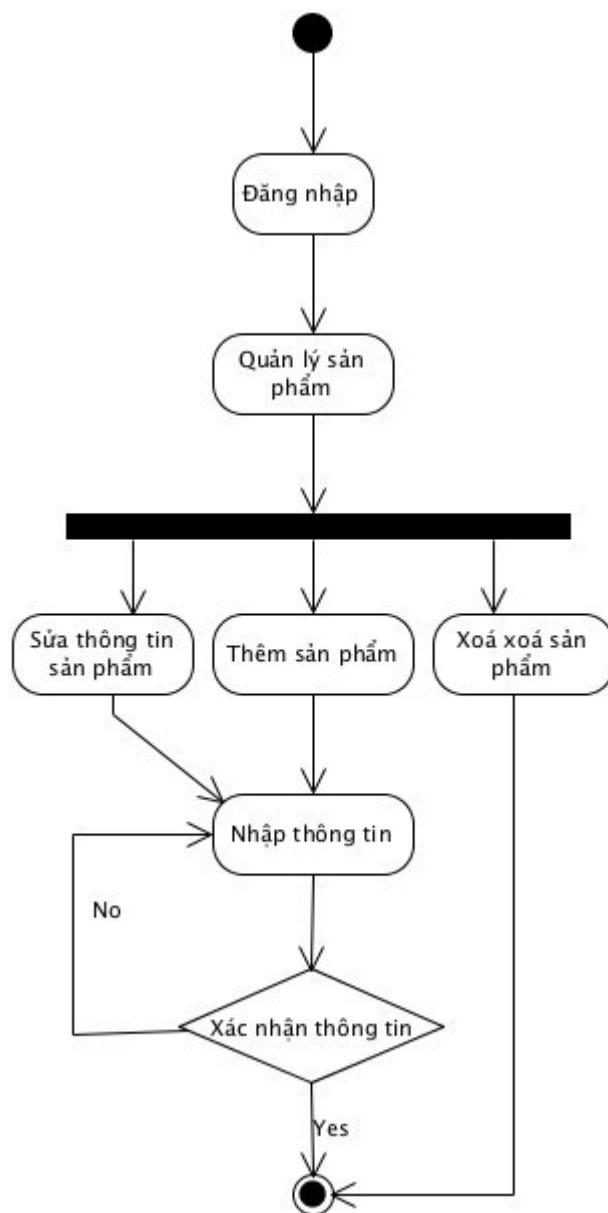 Đăng nhập
Quản lý sản
phẩm
Sửa thông tin
sản phẩm
Thêm sản phẩm
Xoá xoá sản
phẩm
Nhập thông tin
No
Xác nhận thông tin
Yes